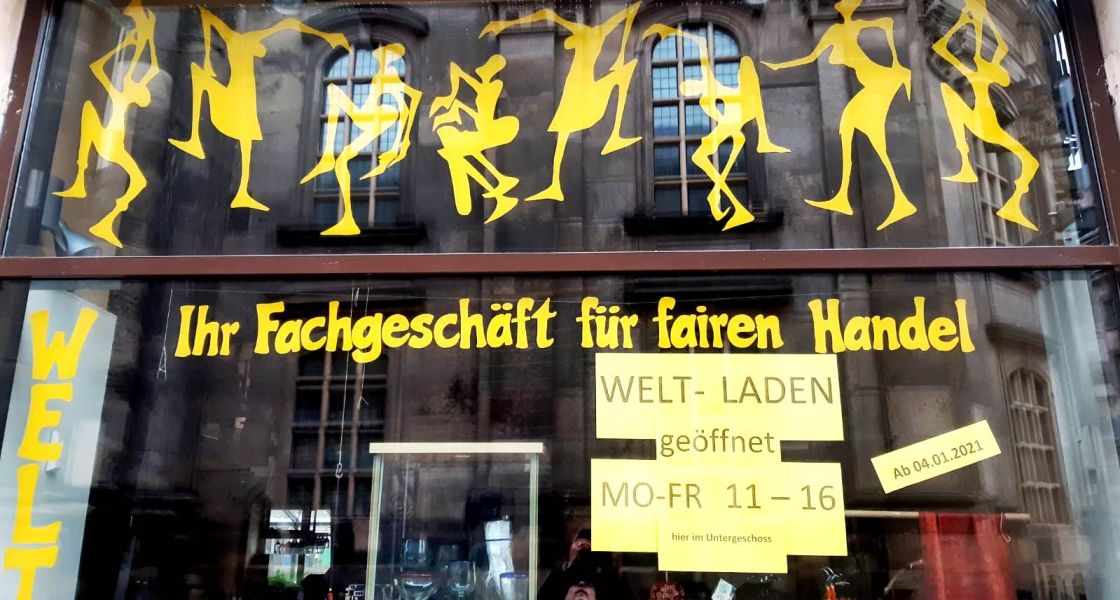 Ihr Fachgeschäft für fairen Handel
WELT
WELT- LADEN
geöffnet
MO-FR 11 – 16
hier im Untergeschoss
Ab 04.01.2021